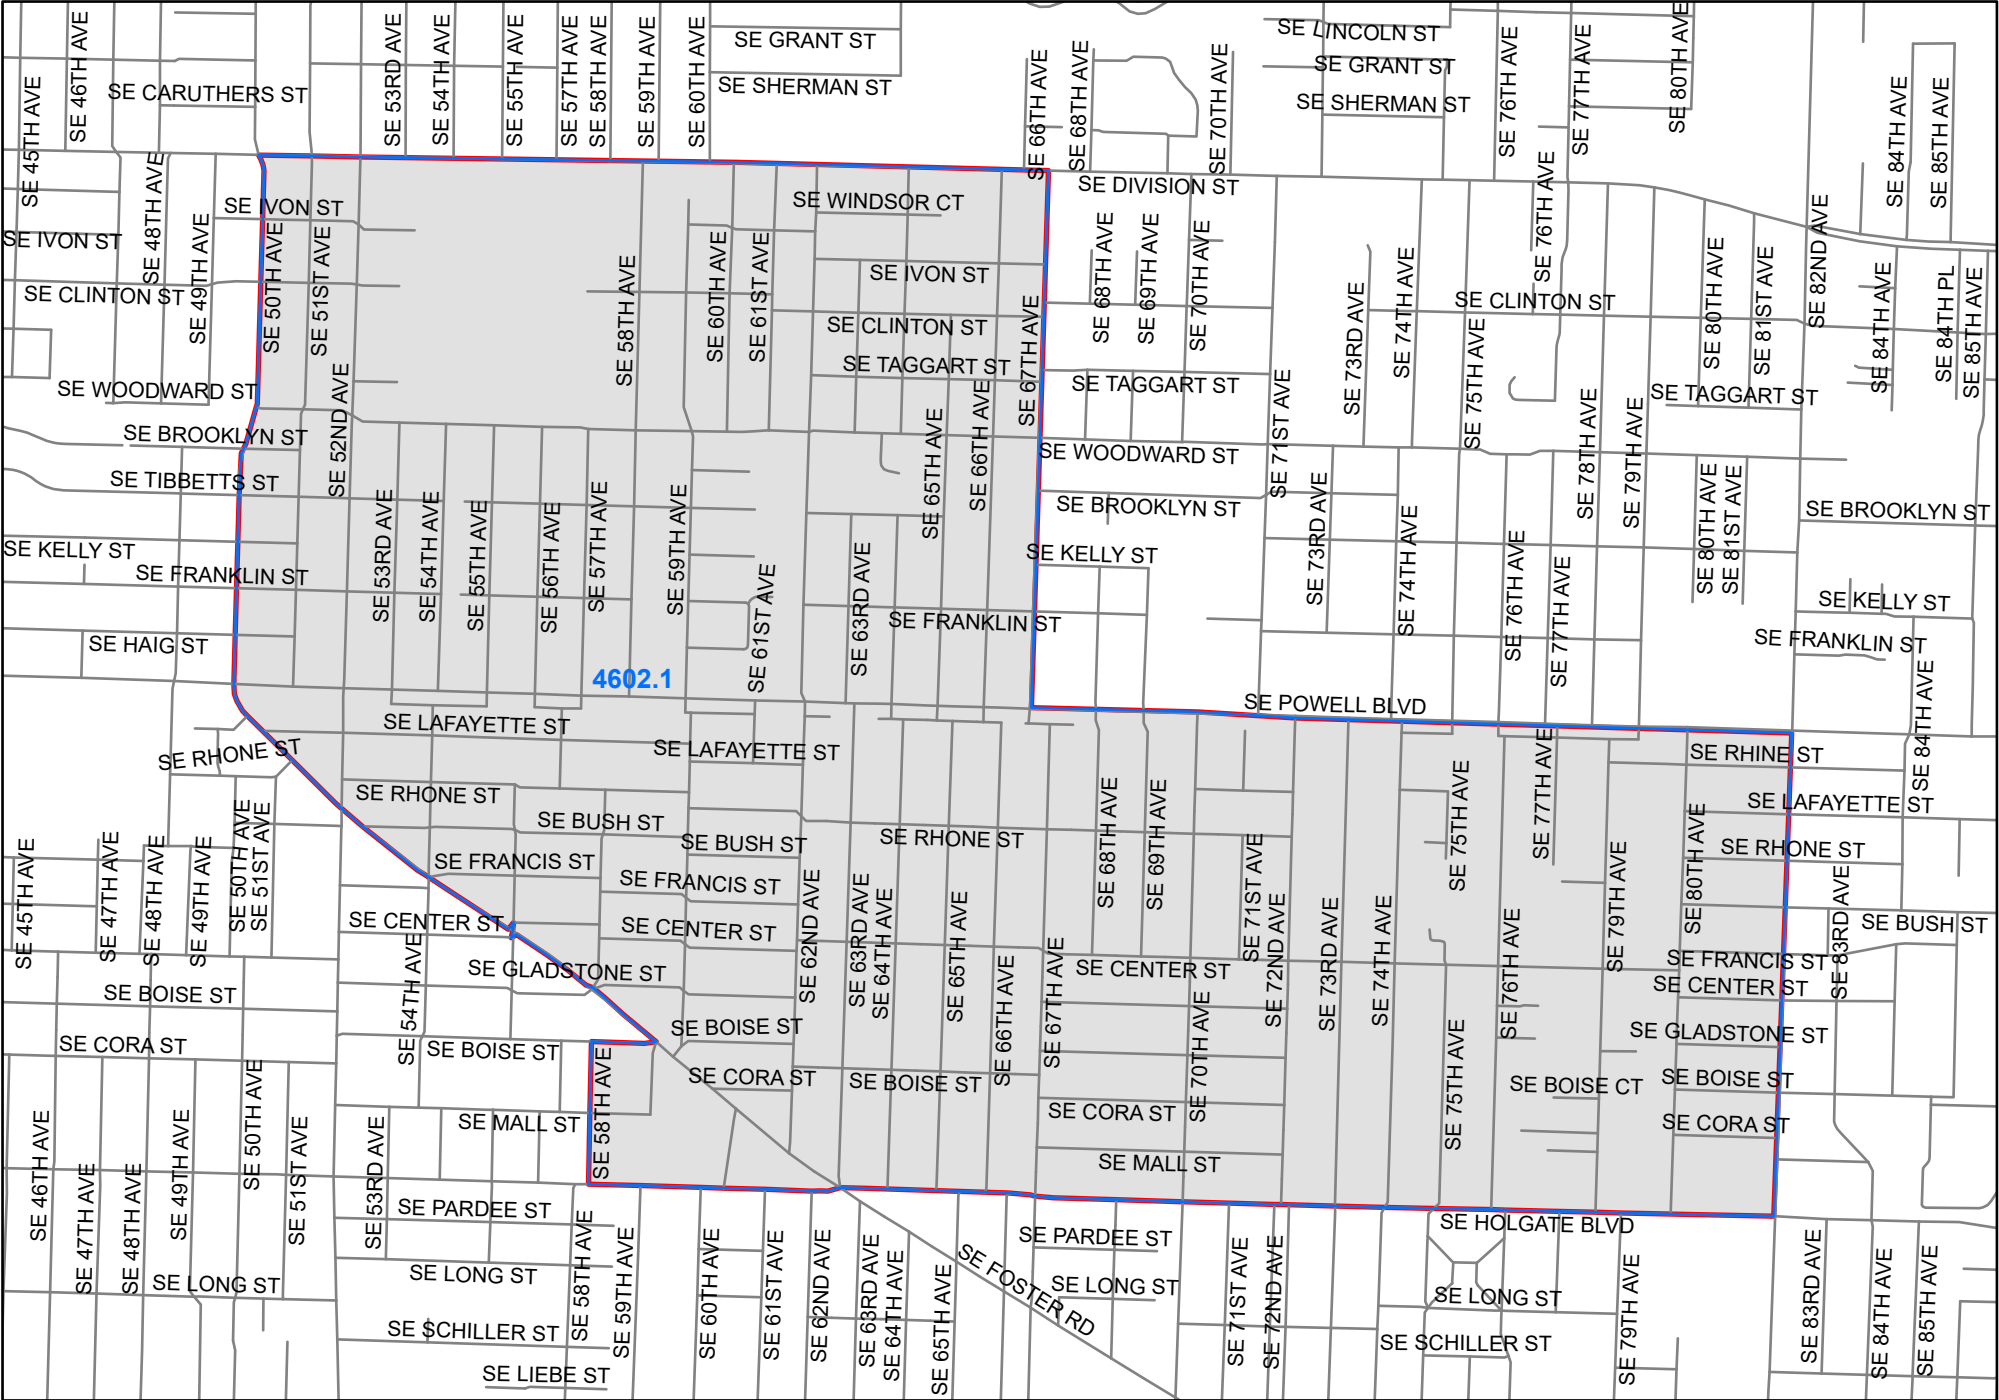 SE LINCOLN ST
SE GRANT ST
SE GRANT ST
SE SHERMAN ST
SE SHERMAN ST
SE CARUTHERS ST
SE 45TH AVE
SE 46TH AVE
SE 53RD AVE
SE 54TH AVE
SE 55TH AVE
SE 57TH AVE
SE 58TH AVE
SE 59TH AVE
SE 60TH AVE
SE 66TH AVE
SE 68TH AVE
SE 70TH AVE
SE 76TH AVE
SE 77TH AVE
SE 80TH AVE
SE 84TH AVE
SE 85TH AVE
SE DIVISION ST
SE WINDSOR CT
SE IVON ST
SE IVON ST
SE IVON ST
SE 48TH AVE
SE 49TH AVE
SE 50TH AVE
SE 51ST AVE
SE 52ND AVE
SE 58TH AVE
SE 60TH AVE
SE 61ST AVE
SE 67TH AVE
SE 68TH AVE
SE 69TH AVE
SE 70TH AVE
SE 71ST AVE
SE 73RD AVE
SE 74TH AVE
SE 75TH AVE
SE 76TH AVE
SE 78TH AVE
SE 79TH AVE
SE 80TH AVE
SE 81ST AVE
SE 82ND AVE
SE 84TH AVE
SE 84TH PL
SE 85TH AVE
SE CLINTON ST
SE CLINTON ST
SE CLINTON ST
SE TAGGART ST
SE TAGGART ST
SE TAGGART ST
SE WOODWARD ST
SE WOODWARD ST
SE BROOKLYN ST
SE BROOKLYN ST
SE BROOKLYN ST
SE TIBBETTS ST
SE 53RD AVE
SE 54TH AVE
SE 55TH AVE
SE 56TH AVE
SE 57TH AVE
SE 59TH AVE
SE 61ST AVE
SE 63RD AVE
SE 65TH AVE
SE 66TH AVE
SE 73RD AVE
SE 74TH AVE
SE 76TH AVE
SE 77TH AVE
SE 80TH AVE
SE 81ST AVE
SE KELLY ST
SE KELLY ST
SE KELLY ST
SE FRANKLIN ST
SE FRANKLIN ST
SE FRANKLIN ST
SE HAIG ST
4602.1
SE POWELL BLVD
SE 84TH AVE
SE LAFAYETTE ST
SE LAFAYETTE ST
SE LAFAYETTE ST
SE RHINE ST
SE RHONE ST
SE RHONE ST
SE RHONE ST
SE RHONE ST
SE BUSH ST
SE BUSH ST
SE BUSH ST
SE FRANCIS ST
SE FRANCIS ST
SE FRANCIS ST
SE CENTER ST
SE CENTER ST
SE CENTER ST
SE CENTER ST
SE GLADSTONE ST
SE GLADSTONE ST
SE 45TH AVE
SE 47TH AVE
SE 48TH AVE
SE 49TH AVE
SE 50TH AVE
SE 51ST AVE
SE 54TH AVE
SE 62ND AVE
SE 63RD AVE
SE 64TH AVE
SE 65TH AVE
SE 66TH AVE
SE 67TH AVE
SE 68TH AVE
SE 69TH AVE
SE 70TH AVE
SE 71ST AVE
SE 72ND AVE
SE 73RD AVE
SE 74TH AVE
SE 75TH AVE
SE 75TH AVE
SE 76TH AVE
SE 77TH AVE
SE 79TH AVE
SE 80TH AVE
SE 83RD AVE
SE BOISE ST
SE BOISE ST
SE BOISE ST
SE BOISE ST
SE BOISE CT
SE BOISE ST
SE CORA ST
SE CORA ST
SE CORA ST
SE CORA ST
SE MALL ST
SE MALL ST
SE 46TH AVE
SE 47TH AVE
SE 48TH AVE
SE 49TH AVE
SE 50TH AVE
SE 51ST AVE
SE 53RD AVE
SE 58TH AVE
SE 58TH AVE
SE 59TH AVE
SE 60TH AVE
SE 61ST AVE
SE 62ND AVE
SE 63RD AVE
SE 64TH AVE
SE 65TH AVE
SE PARDEE ST
SE PARDEE ST
SE HOLGATE BLVD
SE FOSTER RD
SE LONG ST
SE LONG ST
SE LONG ST
SE LONG ST
SE SCHILLER ST
SE SCHILLER ST
SE LIEBE ST
SE 71ST AVE
SE 72ND AVE
SE 79TH AVE
SE 83RD AVE
SE 84TH AVE
SE 85TH AVE